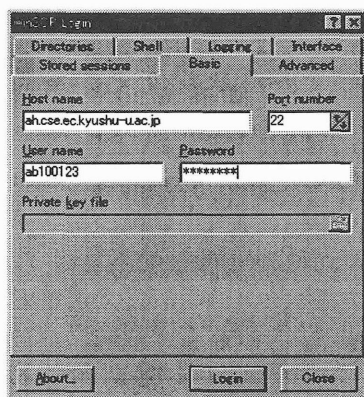 WinSCP Login
Directories Shell Logging Interface
Stored sessions Basic Advanced
Host name Port number
ah.cse.ec.kyushu-u.ac.jp 22
User name Password
ab100123 ********
Private key file
About... Login Close